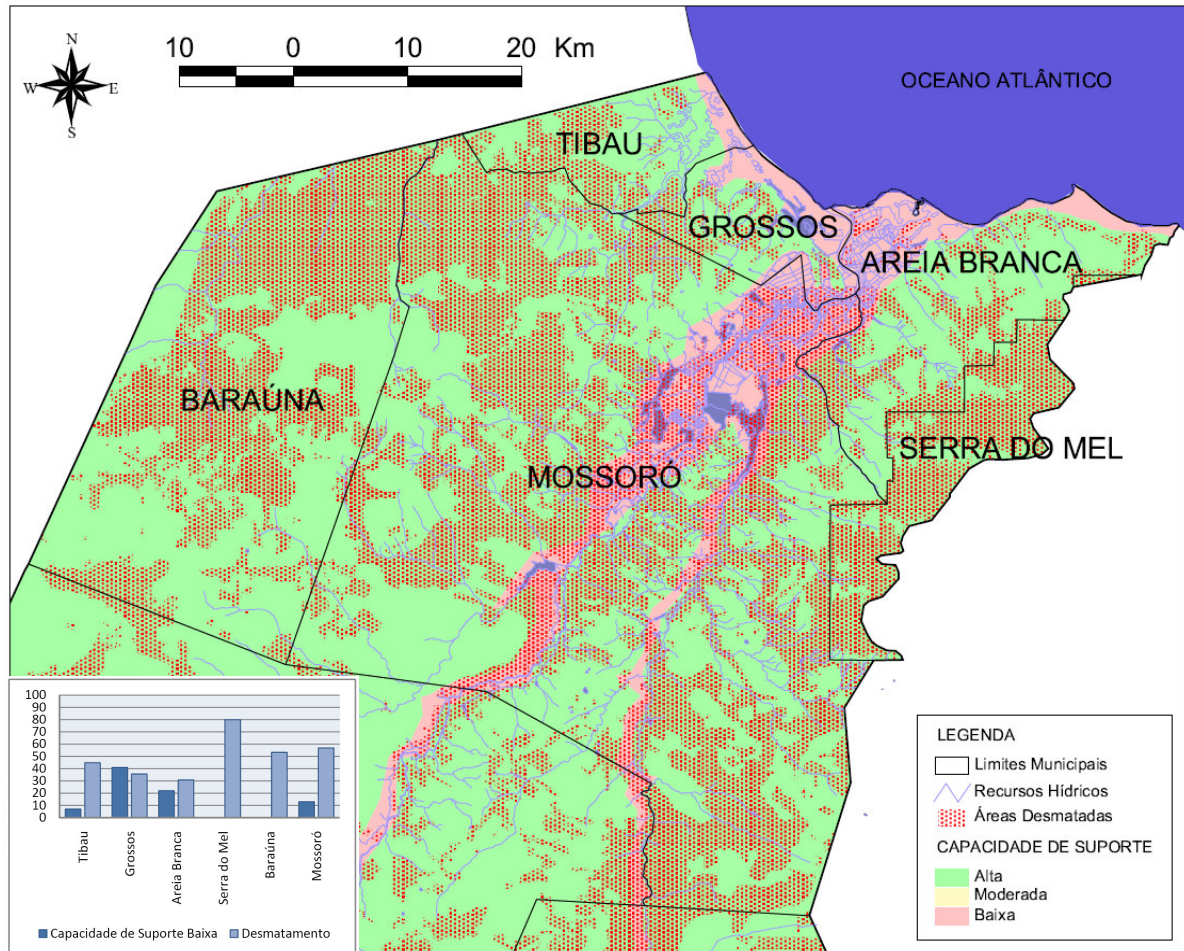 N
W E
S
10 0 10 20 Km
OCEANO ATLÂNTICO
TIBAU
GROSSOS
AREIA BRANCA
BARAÚNA
SERRA DO MEL
MOSSORÓ
100
90
80
70
60
50
40
30
20
10
0
Tibau
Grossos
Areia Branca
Serra do Mel
Baraúna
Mossoró
Capacidade de Suporte Baixa Desmatamento
LEGENDA
Limites Municipais
Recursos Hídricos
Áreas Desmatadas
CAPACIDADE DE SUPORTE
Alta
Moderada
Baixa